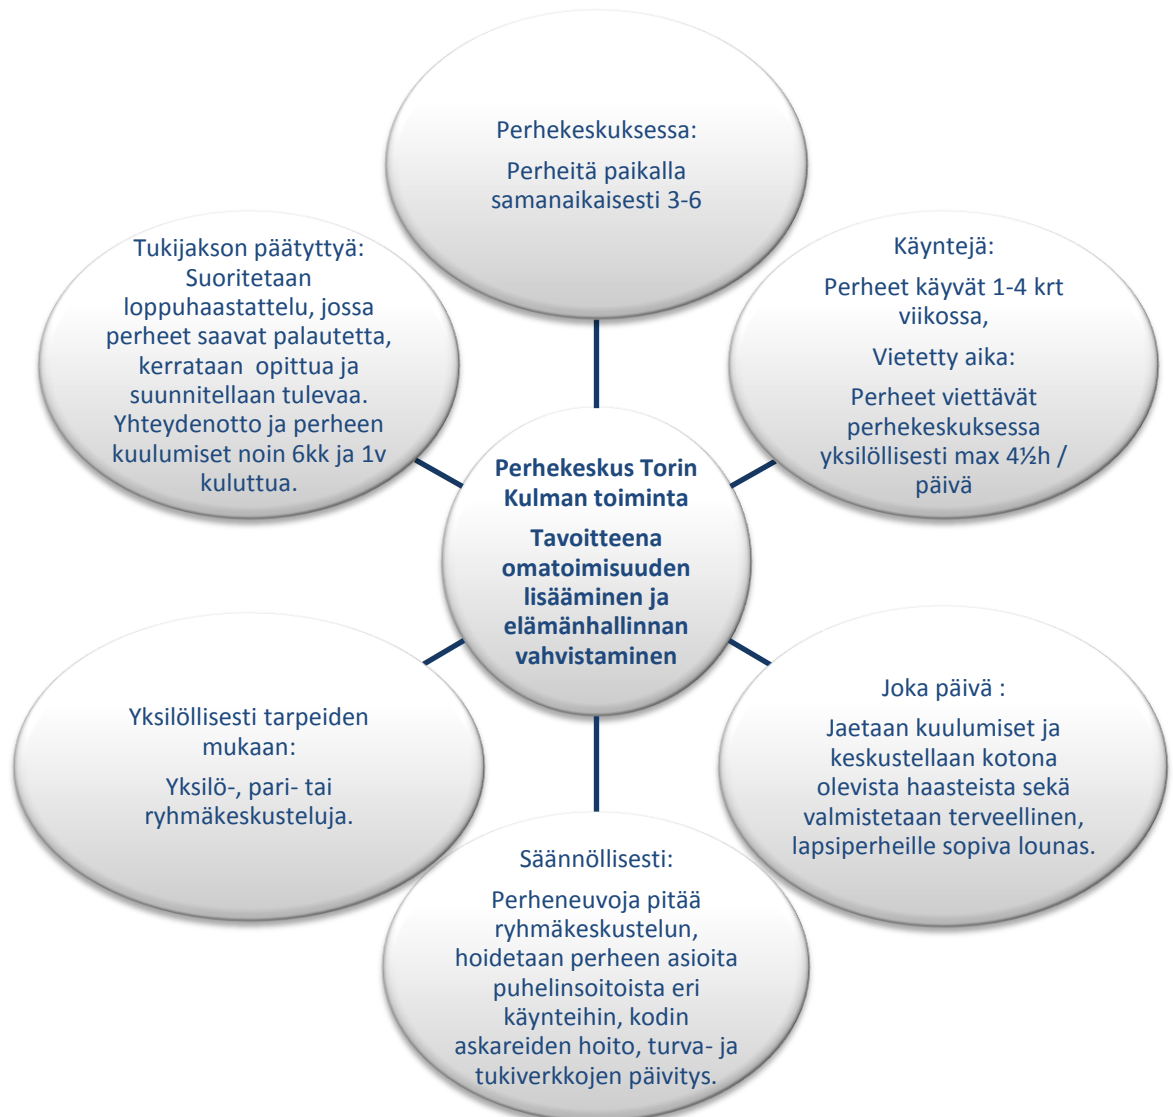 Perhekeskuksessa:
Perheitä paikalla
samanaikaisesti 3-6
Käyntejä:
Perheet käyvät 1-4 krt
viikossa,
Vietetty aika:
Perheet viettävät
perhekeskuksessa
yksilöllisesti max 4½h /
päivä
Joka päivä :
Jaetaan kuulumiset ja
keskustellaan kotona
olevista haasteista sekä
valmistetaan terveellinen,
lapsiperheille sopiva lounas.
Säännöllisesti:
Perheneuvoja pitää
ryhmäkeskustelun,
hoidetaan perheen asioita
puhelinsoitoista eri
käynteihin, kodin
askareiden hoito, turva- ja
tukiverkkojen päivitys.
Yksilöllisesti tarpeiden
mukaan:
Yksilö-, pari- tai
ryhmäkeskusteluja.
Tukijakson päätyttyä:
Suoritetaan
loppuhaastattelu, jossa
perheet saavat palautetta,
kerrataan opittua ja
suunnitellaan tulevaa.
Yhteydenotto ja perheen
kuulumiset noin 6kk ja 1v
kuluttua.
Perhekeskus Torin
Kulman toiminta
Tavoitteena
omatoimisuuden
lisääminen ja
elämänhallinnan
vahvistaminen